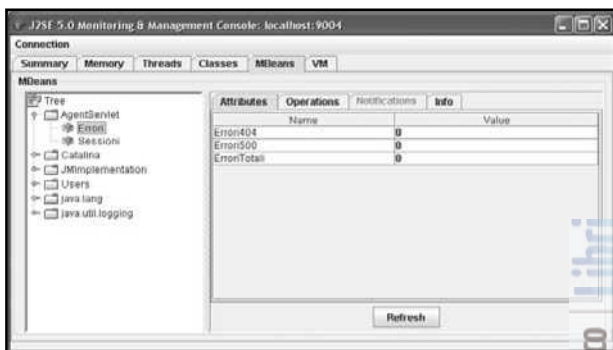 J2SE 5.0 Monitoring & Management Console: localhost:9004
Connection
Summary Memory Threads Classes MBeans VM
MBeans
Tree
AgentServlet
Errori
Sessioni
Catalina
JMImplementation
Users
java.lang
java.util.logging
Attributes Operations Notifications Info
Name Value
Errori404 0
Errori500 0
ErroriTotali 0
Refresh
Libri